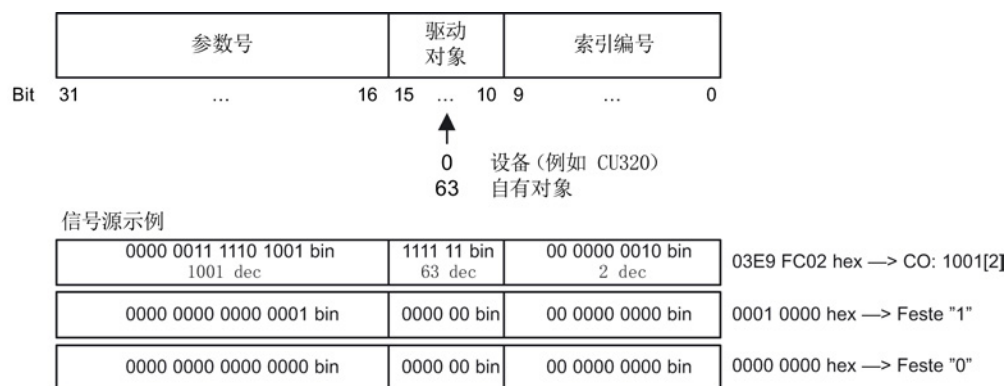 参数号
驱动
对象
索引编号
Bit 31 … 16 15 … 10 9 … 0
0 设备(例如 CU320)
63 自有对象
信号源示例
0000 0011 1110 1001 bin 1111 11 bin 00 0000 0010 bin
1001 dec 63 dec 2 dec
03E9 FC02 hex —> CO: 1001[2]
0000 0000 0000 0001 bin 0000 00 bin 00 0000 0000 bin 0001 0000 hex —> Feste "1"
0000 0000 0000 0000 bin 0000 00 bin 00 0000 0000 bin 0000 0000 hex —> Feste "0"